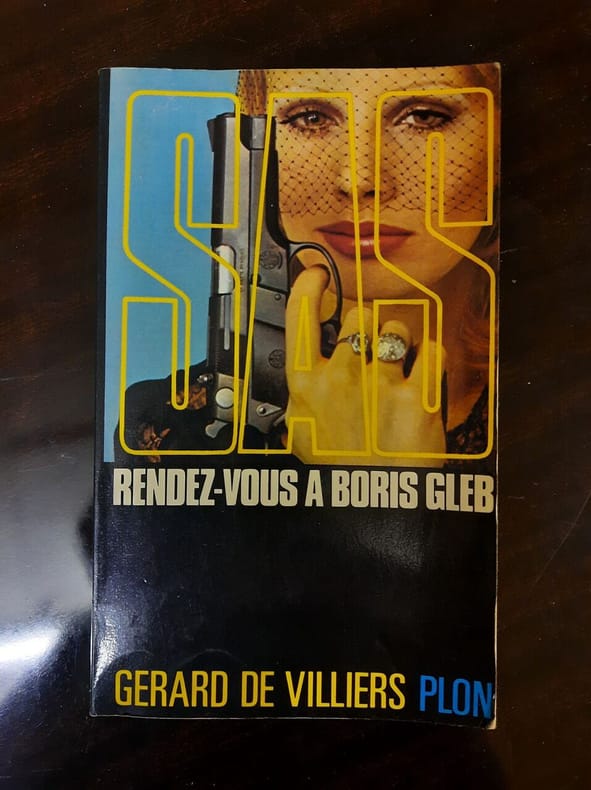 SAS
RENDEZ-VOUS A BORIS GLEB
GERARD DE VILLIERS PLON